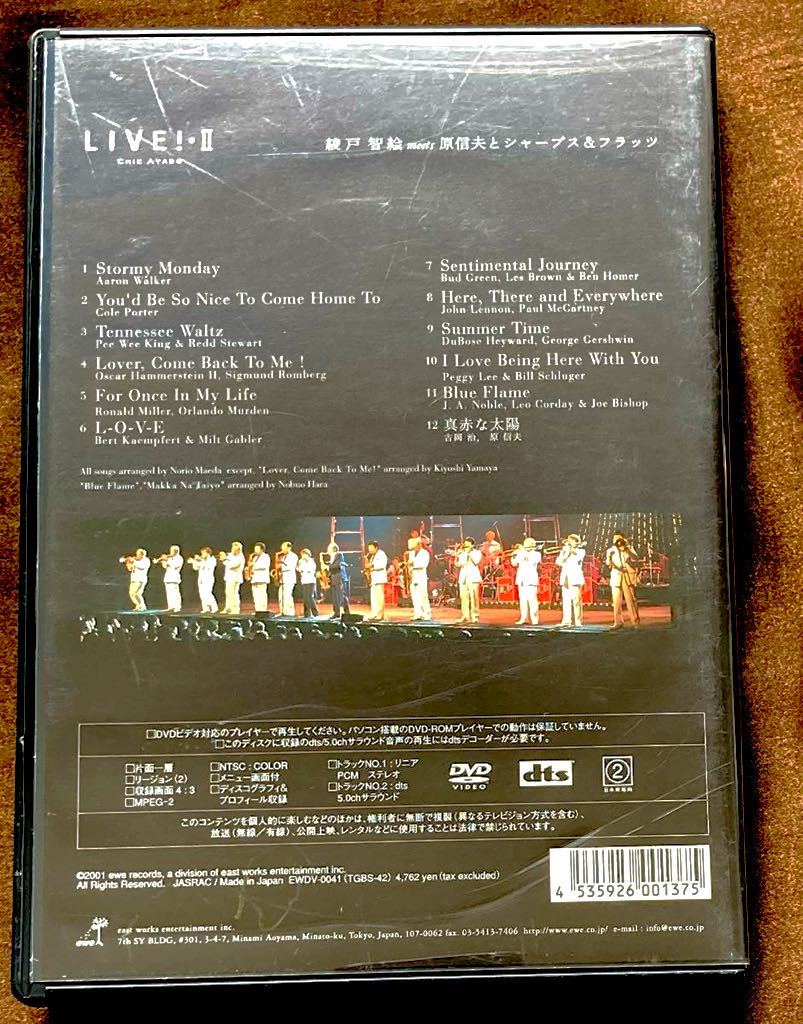 LIVE!・II
CHIE AYADO
綾戸 智絵 meets 原信夫とシャープス&フラッツ
1 Stormy Monday
Aaron Walker
2 You'd Be So Nice To Come Home To
Cole Porter
3 Tennessee Waltz
Pee Wee King & Redd Stewart
4 Lover, Come Back To Me !
Oscar Hammerstein II, Sigmund Romberg
5 For Once In My Life
Ronald Miller, Orlando Murden
6 L-O-V-E
Bert Kaempfert & Milt Gabler
7 Sentimental Journey
Bud Green, Les Brown & Ben Homer
8 Here, There and Everywhere
John Lennon, Paul McCartney
9 Summer Time
DuBose Heyward, George Gershwin
10 I Love Being Here With You
Peggy Lee & Bill Schluger
11 Blue Flame
J. A. Noble, Leo Corday & Joe Bishop
12 真赤な太陽
吉岡 治, 原 信夫
All songs arranged by Norio Maeda except, "Lover, Come Back To Me!" arranged by Kiyoshi Yamaya
"Blue Flame","Makka Na Taiyo" arranged by Nobuo Hara
□DVDビデオ対応のプレイヤーで再生してください。パソコン搭載のDVD-ROMプレイヤーでの動作は保証していません。
□このディスクに収録のdts/5.0chサラウンド音声の再生にはdtsデコーダーが必要です。
□片面一層
□リージョン(2)
□収録画面4:3
□MPEG-2
□NTSC:COLOR
□メニュー画面付
□ディスコグラフィ&
プロフィール収録
□トラックNO.1:リニア
PCM ステレオ
□トラックNO.2:dts
5.0chサラウンド
DVD
VIDEO
dts
2
日本市場向
このコンテンツを個人的に楽しむなどのほかは、権利者に無断で複製(異なるテレビジョン方式を含む)、
放送(無線/有線)、公開上映、レンタルなどに使用することは法律で禁じられています。
©2001 ewe records, a division of east works entertainment inc.
All Rights Reserved. JASRAC/Made in Japan EWDV-0041(TGBS-42) 4,762 yen (tax excluded)
4 535926 001375
ewe
east works entertainment inc.
7th SY BLDG, #301, 3-4-7, Minami Aoyama, Minato-ku, Tokyo, Japan, 107-0062 fax. 03-5413-7406 http://www.ewe.co.jp/ e-mail : info@ewe.co.jp